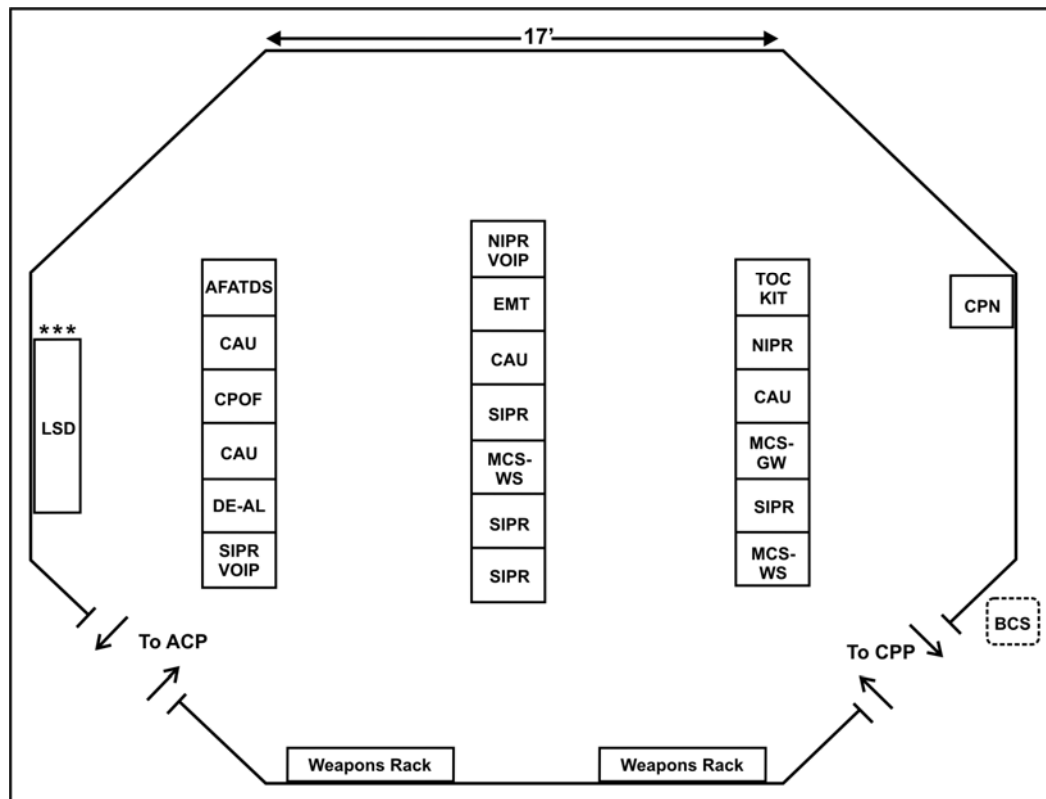 17’
AFATDS
CAU
CPOF
CAU
DE-AL
SIPR
VOIP
NIPR
VOIP
EMT
CAU
SIPR
MCS-
WS
SIPR
SIPR
TOC
KIT
NIPR
CAU
MCS-
GW
SIPR
MCS-
WS
CPN
***
LSD
BCS
To ACP
To CPP
Weapons Rack
Weapons Rack